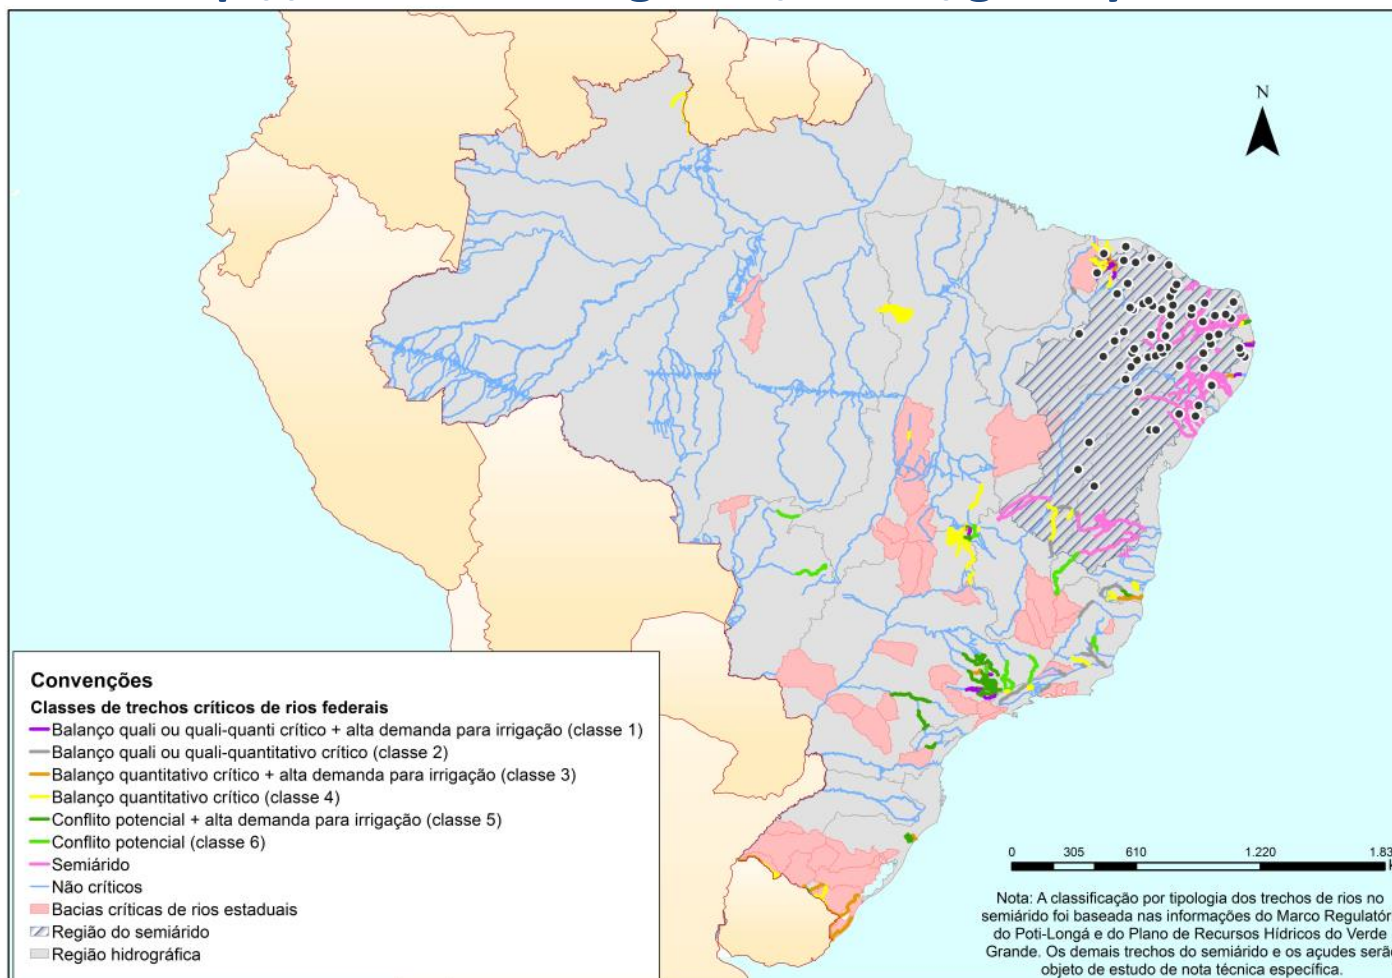 N
Convenções
Classes de trechos críticos de rios federais
Balanço quali ou quali-quanti crítico + alta demanda para irrigação (classe 1)
Balanço quali ou quali-quantitativo crítico (classe 2)
Balanço quantitativo crítico + alta demanda para irrigação (classe 3)
Balanço quantitativo crítico (classe 4)
Conflito potencial + alta demanda para irrigação (classe 5)
Conflito potencial (classe 6)
Semiárido
Não críticos
Bacias críticas de rios estaduais
Região do semiárido
Região hidrográfica
0 305 610 1.220 1.83
Nota: A classificação por tipologia dos trechos de rios no
semiárido foi baseada nas informações do Marco Regulatór
do Poti-Longá e do Plano de Recursos Hídricos do Verde
Grande. Os demais trechos do semiárido e os açudes serã
objeto de estudo de nota técnica específica.